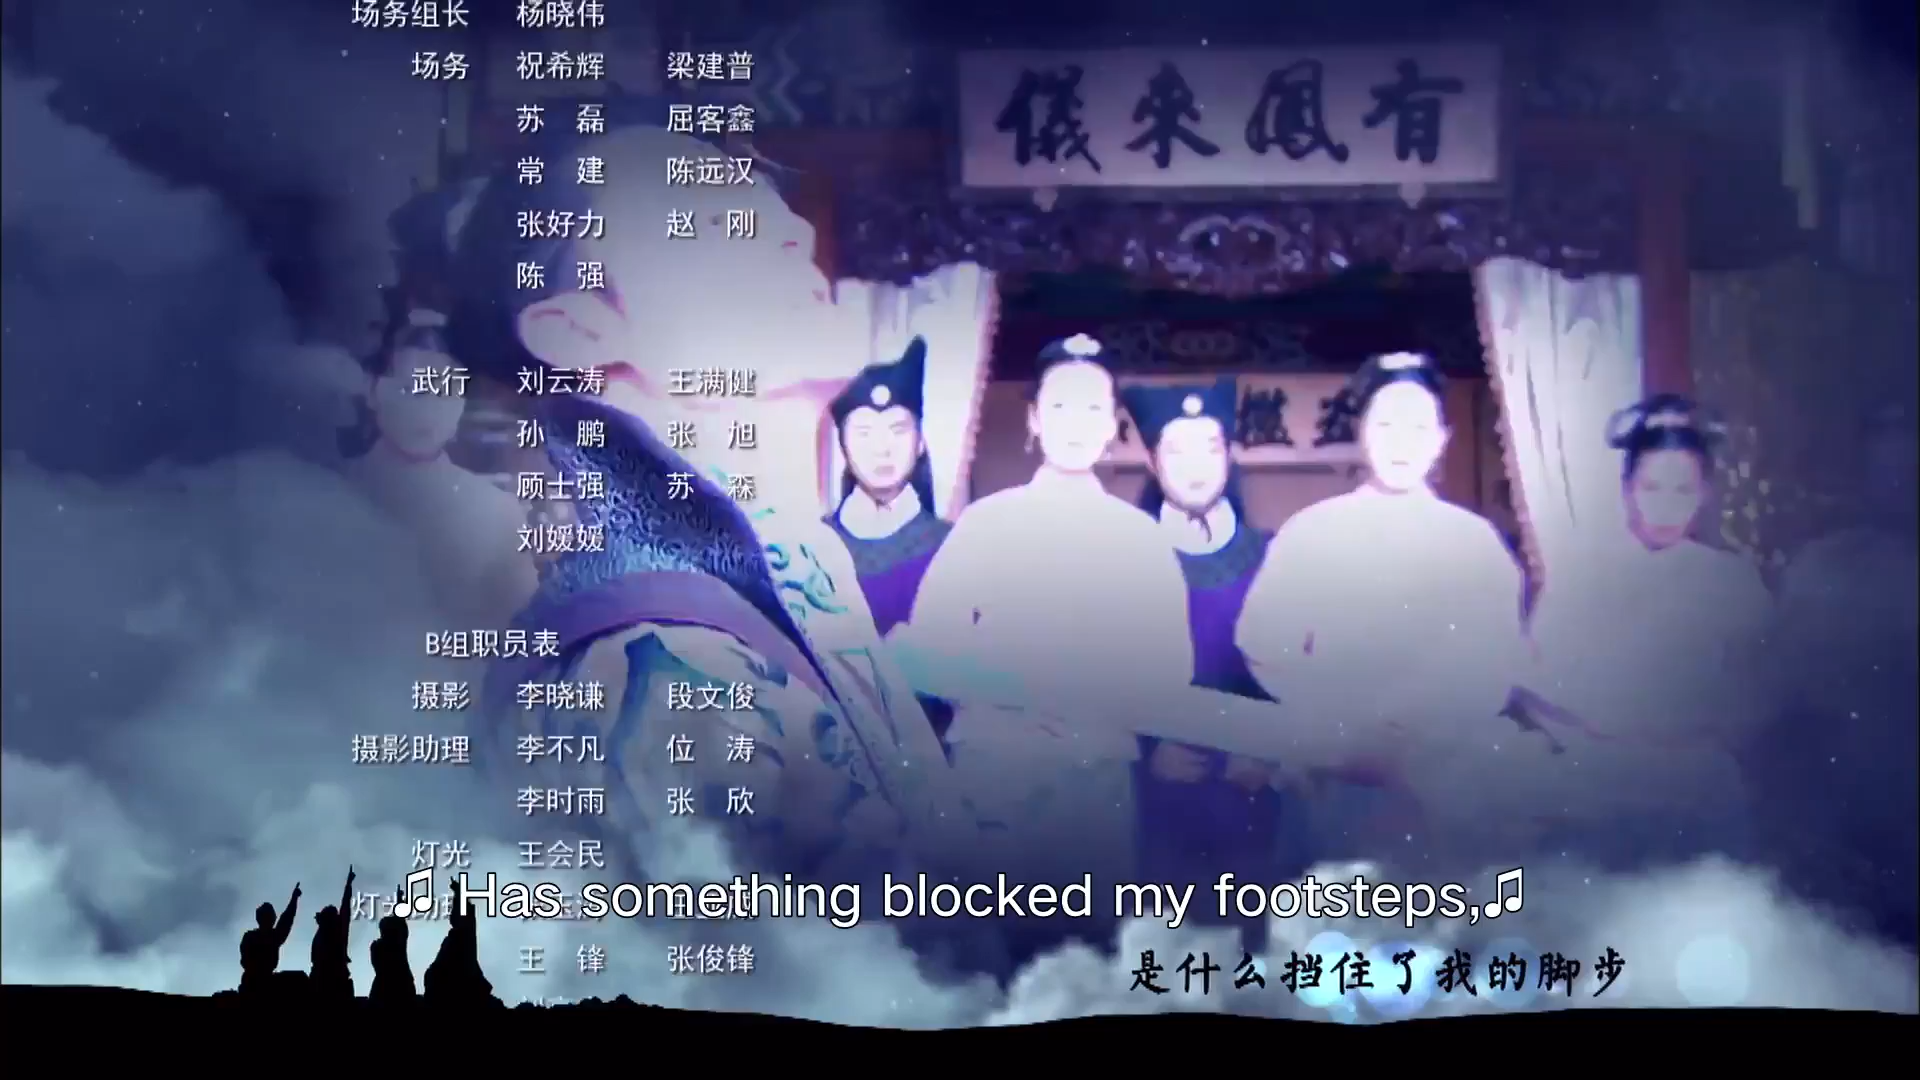 场务组长 杨晓伟
场务 祝希辉 梁建普
苏 磊 屈客鑫
常 建 陈远汉
张好力 赵 刚
陈 强
武行 刘云涛 王满健
孙 鹏 张 旭
顾士强 苏 霖
刘媛媛
B组职员表
摄影 李晓谦 段文俊
摄影助理 李不凡 位 涛
李时雨 张 欣
灯光 王会民
王 锋 张俊锋
儀來鳳有
♫ Has something blocked my footsteps,♫
是什么挡住了我的脚步